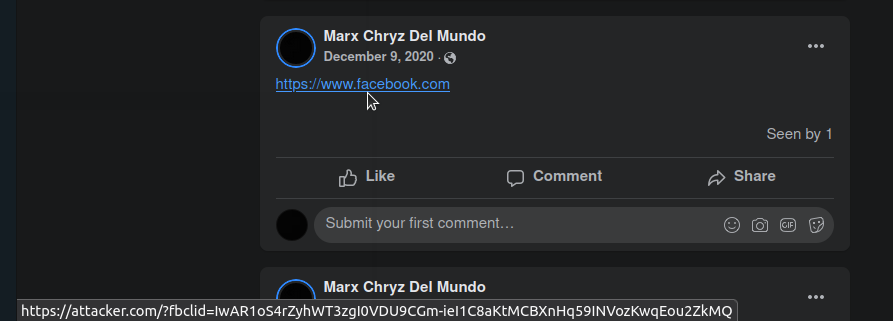 Marx Chryz Del Mundo
December 9, 2020 ·
https://www.facebook.com
Seen by 1
Like Comment Share
Submit your first comment… GIF
Marx Chryz Del Mundo
https://attacker.com/?fbclid=IwAR1oS4rZyhWT3zgI0VDU9CGm-ieI1C8aKtMCBXnHq59INVozKwqEou2ZkMQ